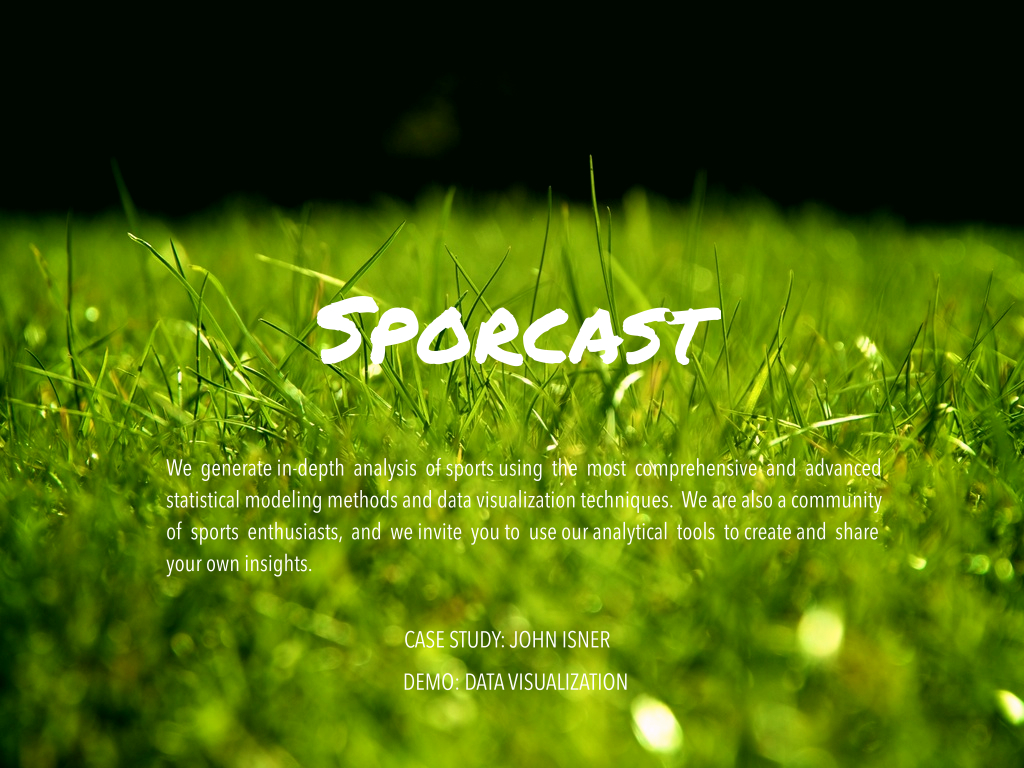 SPORCAST
We generate in-depth analysis of sports using the most comprehensive and advanced
statistical modeling methods and data visualization techniques. We are also a community
of sports enthusiasts, and we invite you to use our analytical tools to create and share
your own insights.
CASE STUDY: JOHN ISNER
DEMO: DATA VISUALIZATION